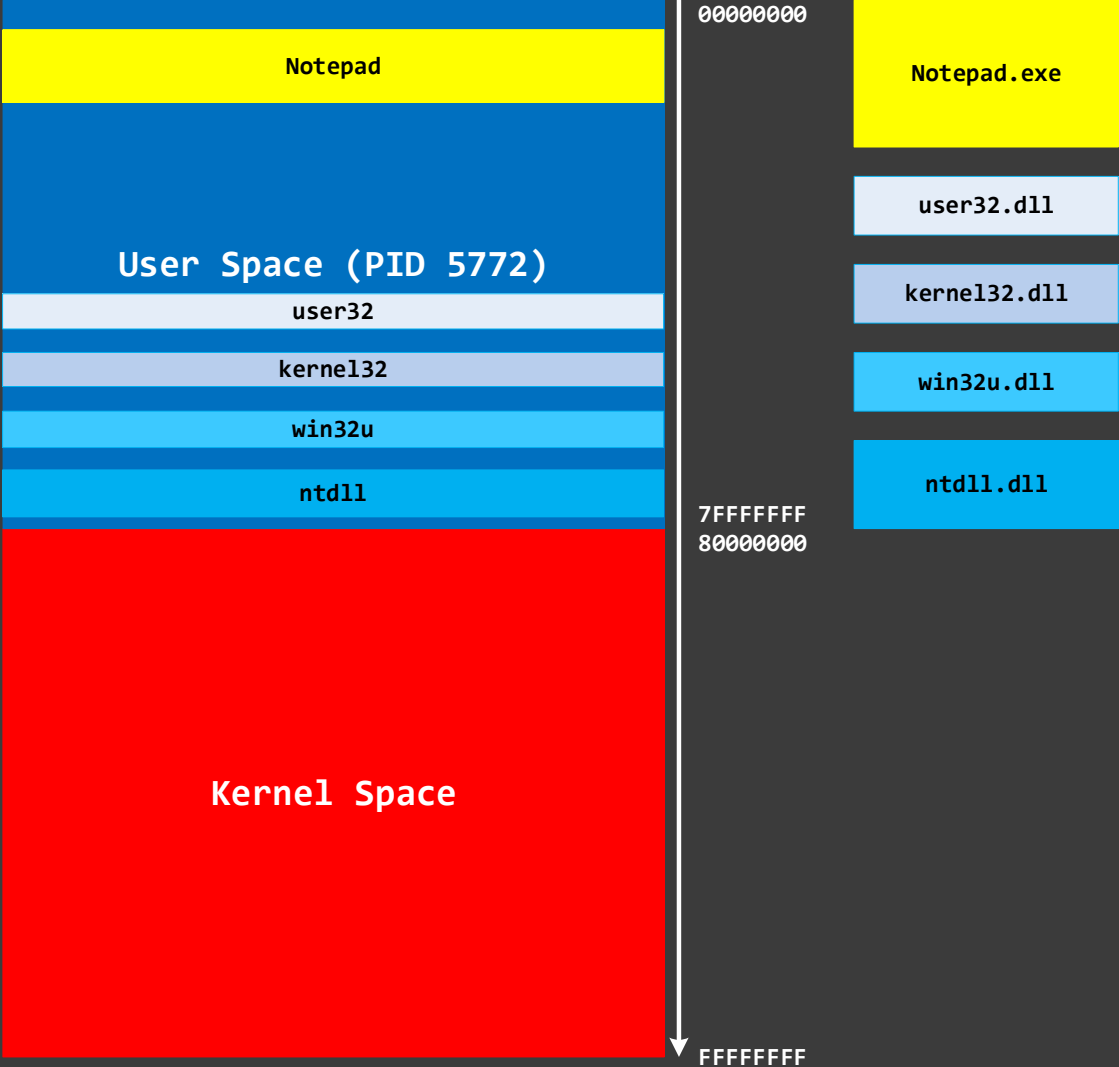 Notepad
User Space (PID 5772)
user32
kernel32
win32u
ntdll
Kernel Space
00000000
7FFFFFFF
80000000
FFFFFFFF
Notepad.exe
user32.dll
kernel32.dll
win32u.dll
ntdll.dll